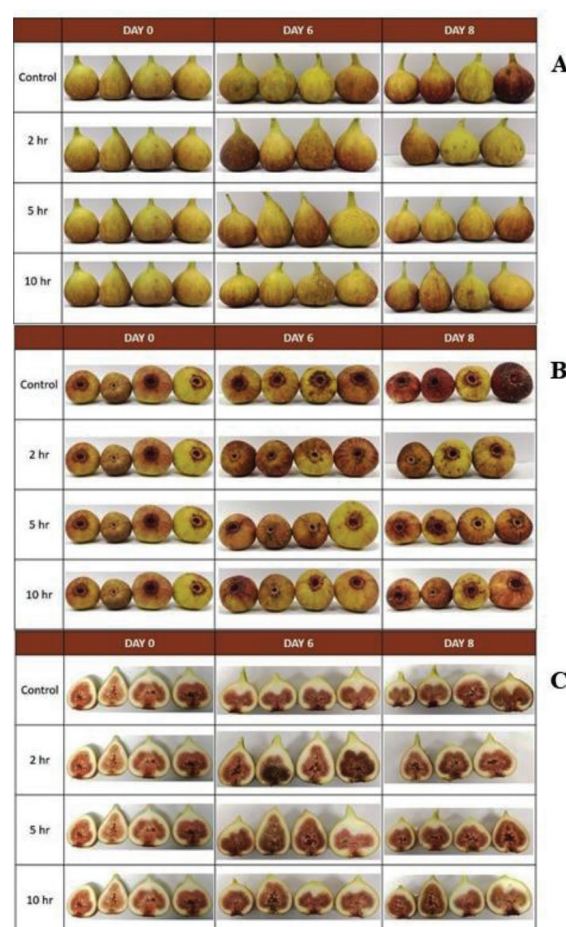 DAY 0 DAY 6 DAY 8
Control
A
2 hr
5 hr
10 hr
DAY 0 DAY 6 DAY 8
Control
B
2 hr
5 hr
10 hr
DAY 0 DAY 6 DAY 8
Control
C
2 hr
5 hr
10 hr